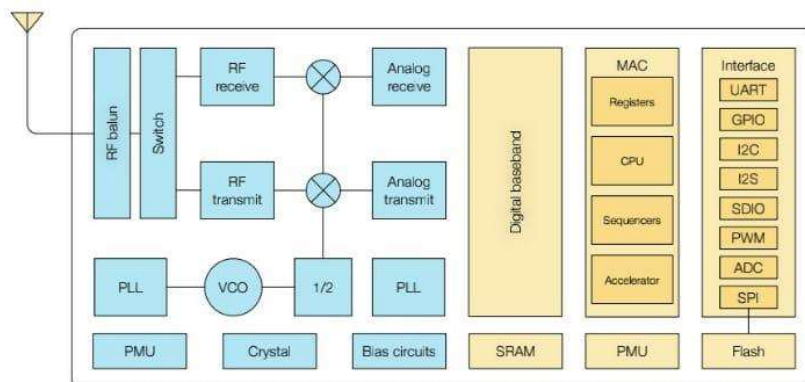 RF balun
Switch
RF
receive
Analog
receive
RF
transmit
Analog
transmit
PLL
VCO
1/2
PLL
PMU
Crystal
Bias circuits
Digital baseband
SRAM
MAC
Registers
CPU
Sequencers
Accelerator
PMU
Interface
UART
GPIO
I2C
I2S
SDIO
PWM
ADC
SPI
Flash